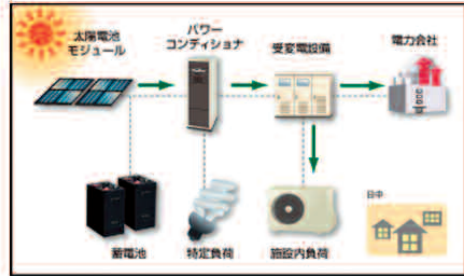 太陽電池
モジュール
パワー
コンディショナ
受変電設備
電力会社
蓄電池
特定負荷
施設内負荷
日中